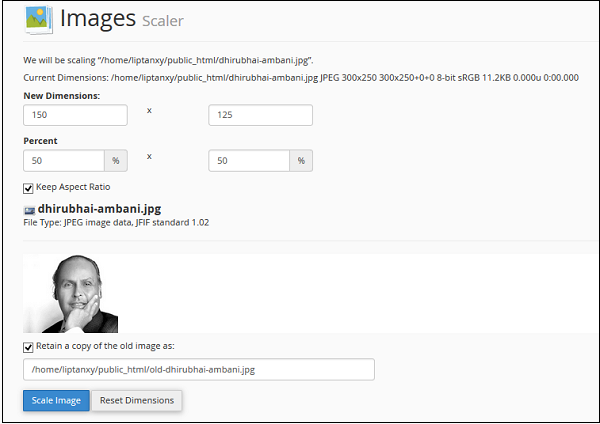 Images Scaler
We will be scaling “/home/liptanxy/public_html/dhirubhai-ambani.jpg”.
Current Dimensions: /home/liptanxy/public_html/dhirubhai-ambani.jpg JPEG 300x250 300x250+0+0 8-bit sRGB 11.2KB 0.000u 0:00.000
New Dimensions:
150 x 125
Percent
50 % x 50 %
Keep Aspect Ratio
dhirubhai-ambani.jpg
File Type: JPEG image data, JFIF standard 1.02
Retain a copy of the old image as:
/home/liptanxy/public_html/old-dhirubhai-ambani.jpg
Scale Image Reset Dimensions